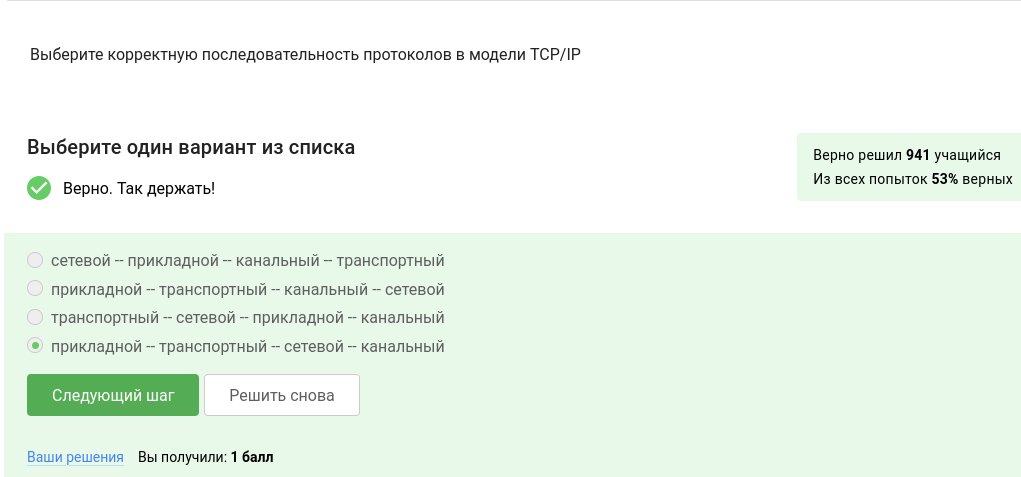 Выберите корректную последовательность протоколов в модели TCP/IP
Выберите один вариант из списка
Верно. Так держать!
Верно решил 941 учащийся
Из всех попыток 53% верных
сетевой -- прикладной -- канальный -- транспортный
прикладной -- транспортный -- канальный -- сетевой
транспортный -- сетевой -- прикладной -- канальный
прикладной -- транспортный -- сетевой -- канальный
Следующий шаг Решить снова
Ваши решения Вы получили: 1 балл